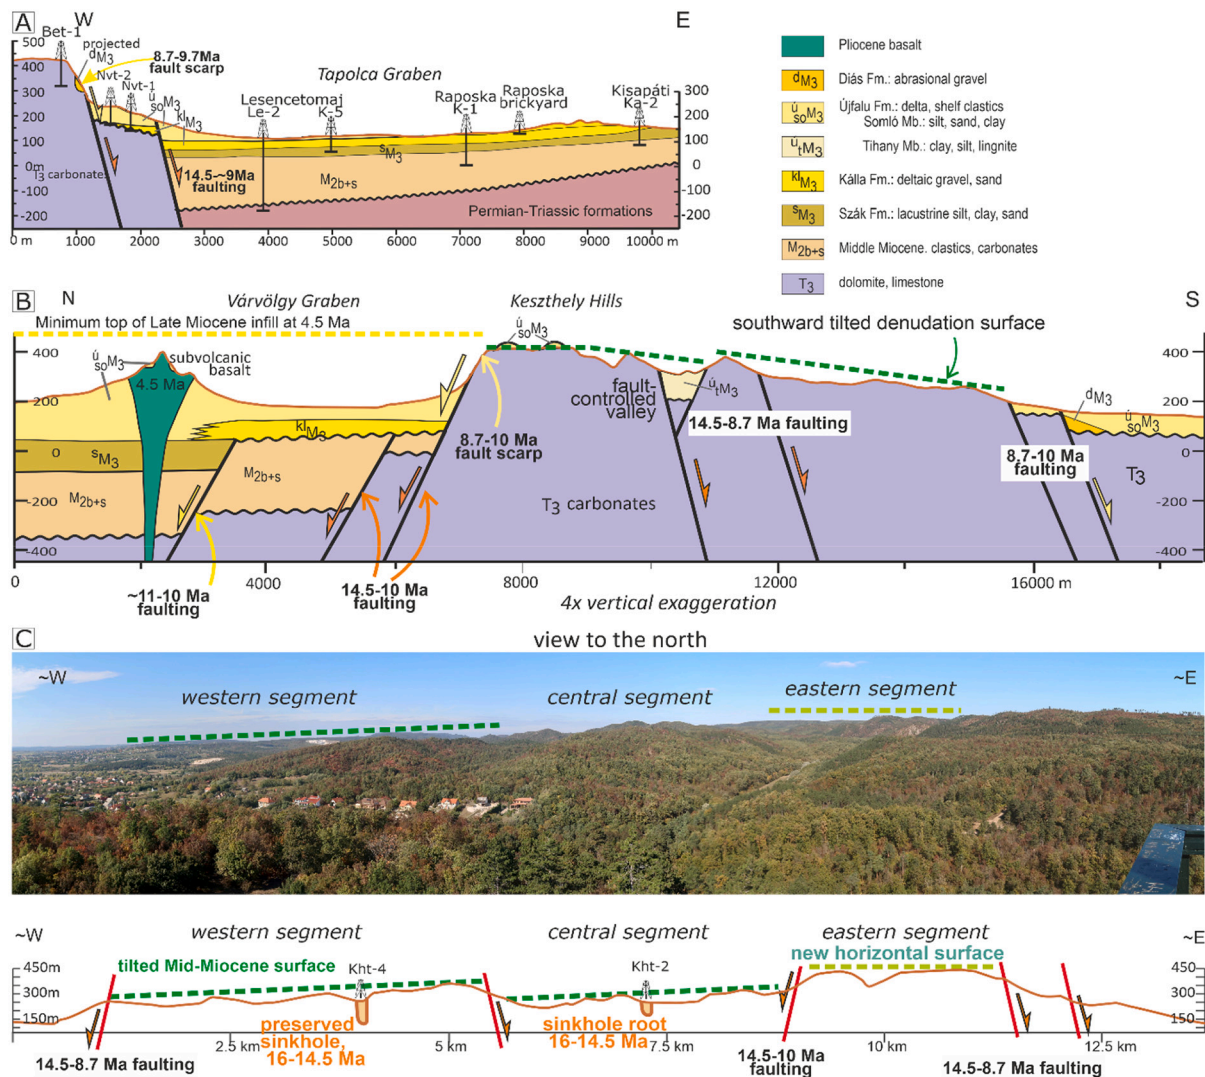 A
W
E
Bet-1
projected
dM3
8.7-9.7Ma
fault scarp
Nvt-2
Nvt-1
ú
soM3
klM3
Tapolca Graben
Lesencetomaj
Le-2
K-5
Raposka
K-1
Raposka
brickyard
Kisapáti
Ka-2
500
400
300
200
100
0m
-100
-200
300
200
100
0
-100
-200
T3 carbonates
14.5-~9Ma
faulting
sM3
M2b+s
Permian-Triassic formations
0 m
1000
2000
3000
4000
5000
6000
7000
8000
9000
10000 m
Pliocene basalt
dM3
Diás Fm.: abrasional gravel
ú
soM3
Újfalu Fm.: delta, shelf clastics
Somló Mb.: silt, sand, clay
ú
tM3
Tihany Mb.: clay, silt, lingnite
klM3
Kálla Fm.: deltaic gravel, sand
sM3
Szák Fm.: lacustrine silt, clay, sand
M2b+s
Middle Miocene. clastics, carbonates
T3
dolomite, limestone
B
N
Várvölgy Graben
Keszthely Hills
S
Minimum top of Late Miocene infill at 4.5 Ma
ú
soM3
southward tilted denudation surface
400
200
0
-200
-400
ú
soM3
subvolcanic
basalt
4.5 Ma
ú
soM3
klM3
sM3
M2b+s
M2b+s
8.7-10 Ma
fault scarp
fault-
controlled
valley
ú
tM3
14.5-8.7 Ma faulting
T3 carbonates
8.7-10 Ma
faulting
dM3
ú
soM3
T3
400
200
0
-200
-400
~11-10 Ma
faulting
14.5-10 Ma
faulting
0
2000
4000
8000
12000
16000 m
4x vertical exaggeration
C
view to the north
~W
western segment
central segment
eastern segment
~E
~W
western segment
central segment
eastern segment
~E
450m
300m
150m
tilted Mid-Miocene surface
Kht-4
Kht-2
new horizontal surface
450
300
150
preserved
sinkhole,
16-14.5 Ma
sinkhole root
16-14.5 Ma
14.5-8.7 Ma faulting
2.5 km
5 km
7.5 km
14.5-10 Ma
faulting
10 km
14.5-8.7 Ma faulting
12.5 km